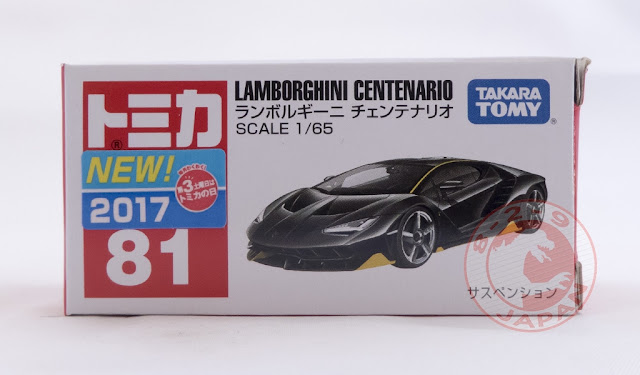 トミカ
®
NEW!
2017
第3土曜日は
トミカの日
81
LAMBORGHINI CENTENARIO
ランボルギーニ チェンテナリオ
SCALE 1/65
TAKARA
TOMY
®
サスペンション
JAPAN